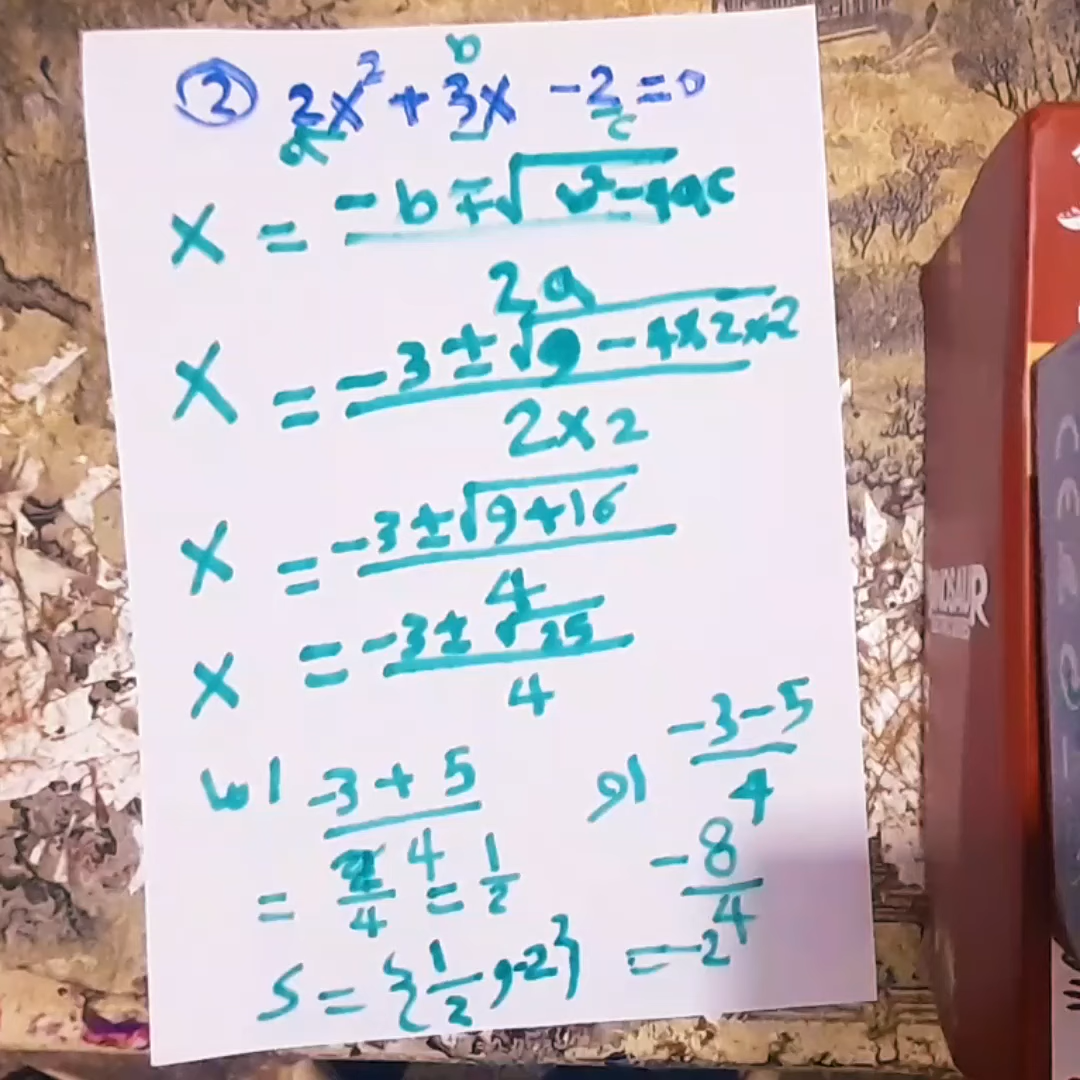 ② 2x² + 3x - 2 = 0
a b c
x = -b ∓ √b² - 4ac
2a
x = -3 ± √9 - 4×2×-2
2×2
x = -3 ± √9+16
4
x = -3 ± √25
4
اما -3 + 5
4
= 2/4 = 1/2
او -3-5
4
-8
4
= -2
S = {1/2, -2}
DINOSAUR